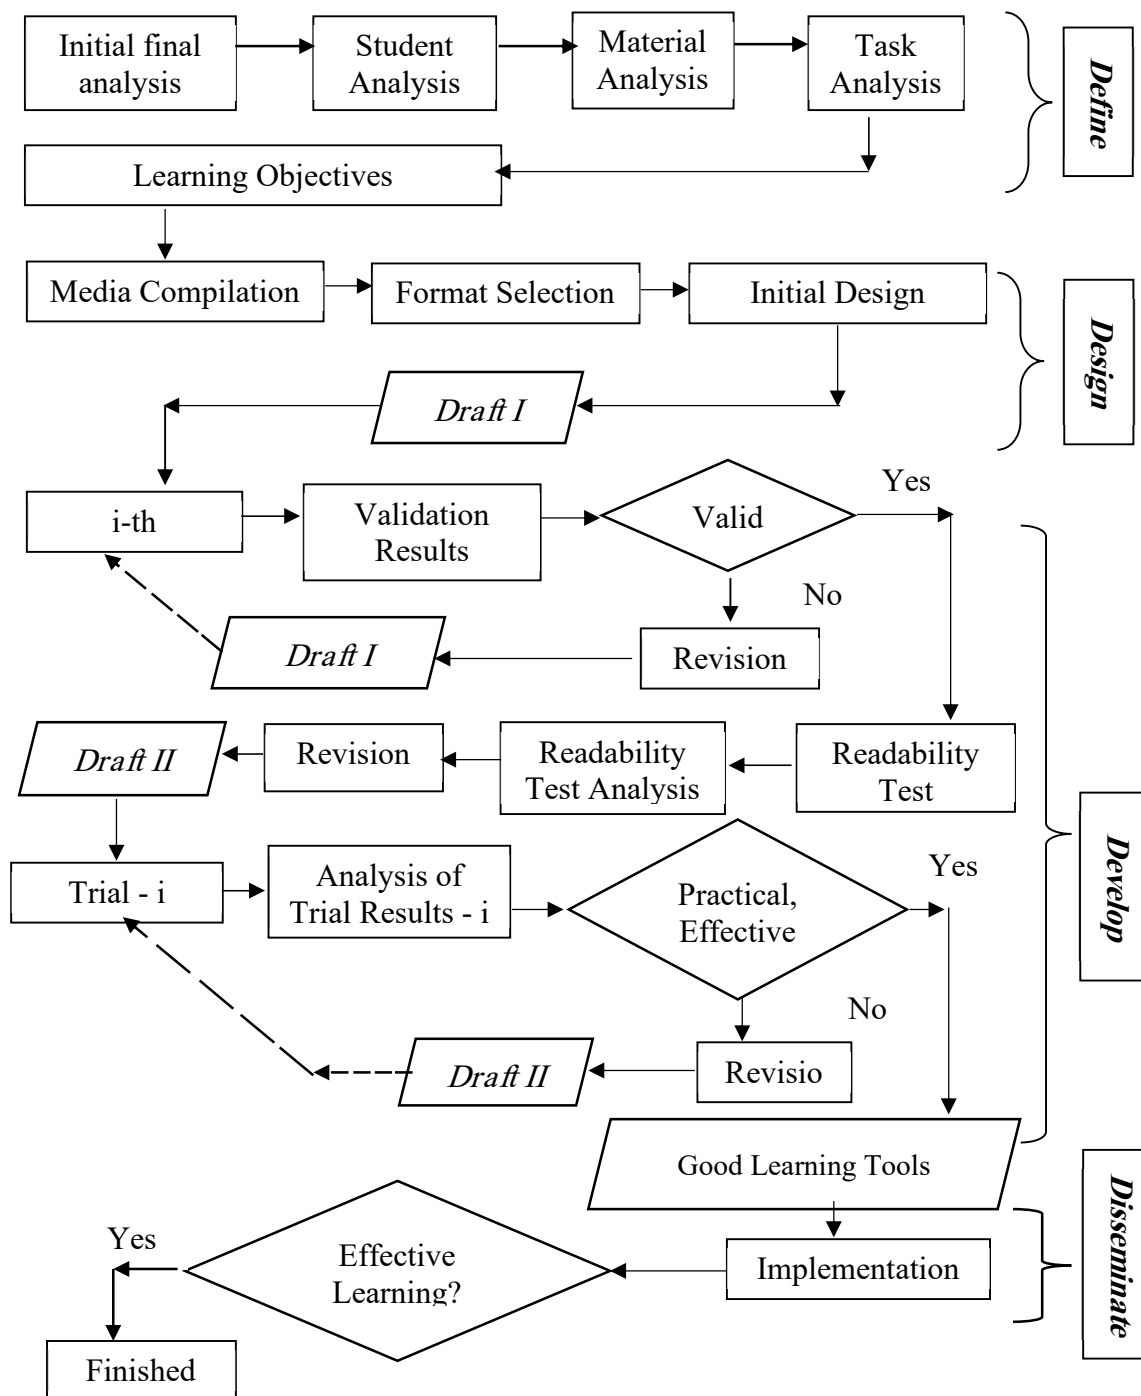 Initial final
analysis
Student
Analysis
Material
Analysis
Task
Analysis
Define
Learning Objectives
Media Compilation
Format Selection
Initial Design
Design
Draft I
i-th
Validation
Results
Valid
Yes
No
Draft I
Revision
Draft II
Revision
Readability
Test Analysis
Readability
Test
Develop
Trial - i
Analysis of
Trial Results - i
Practical,
Effective
Yes
No
Draft II
Revisio
Good Learning Tools
Disseminate
Yes
Effective
Learning?
Implementation
Finished